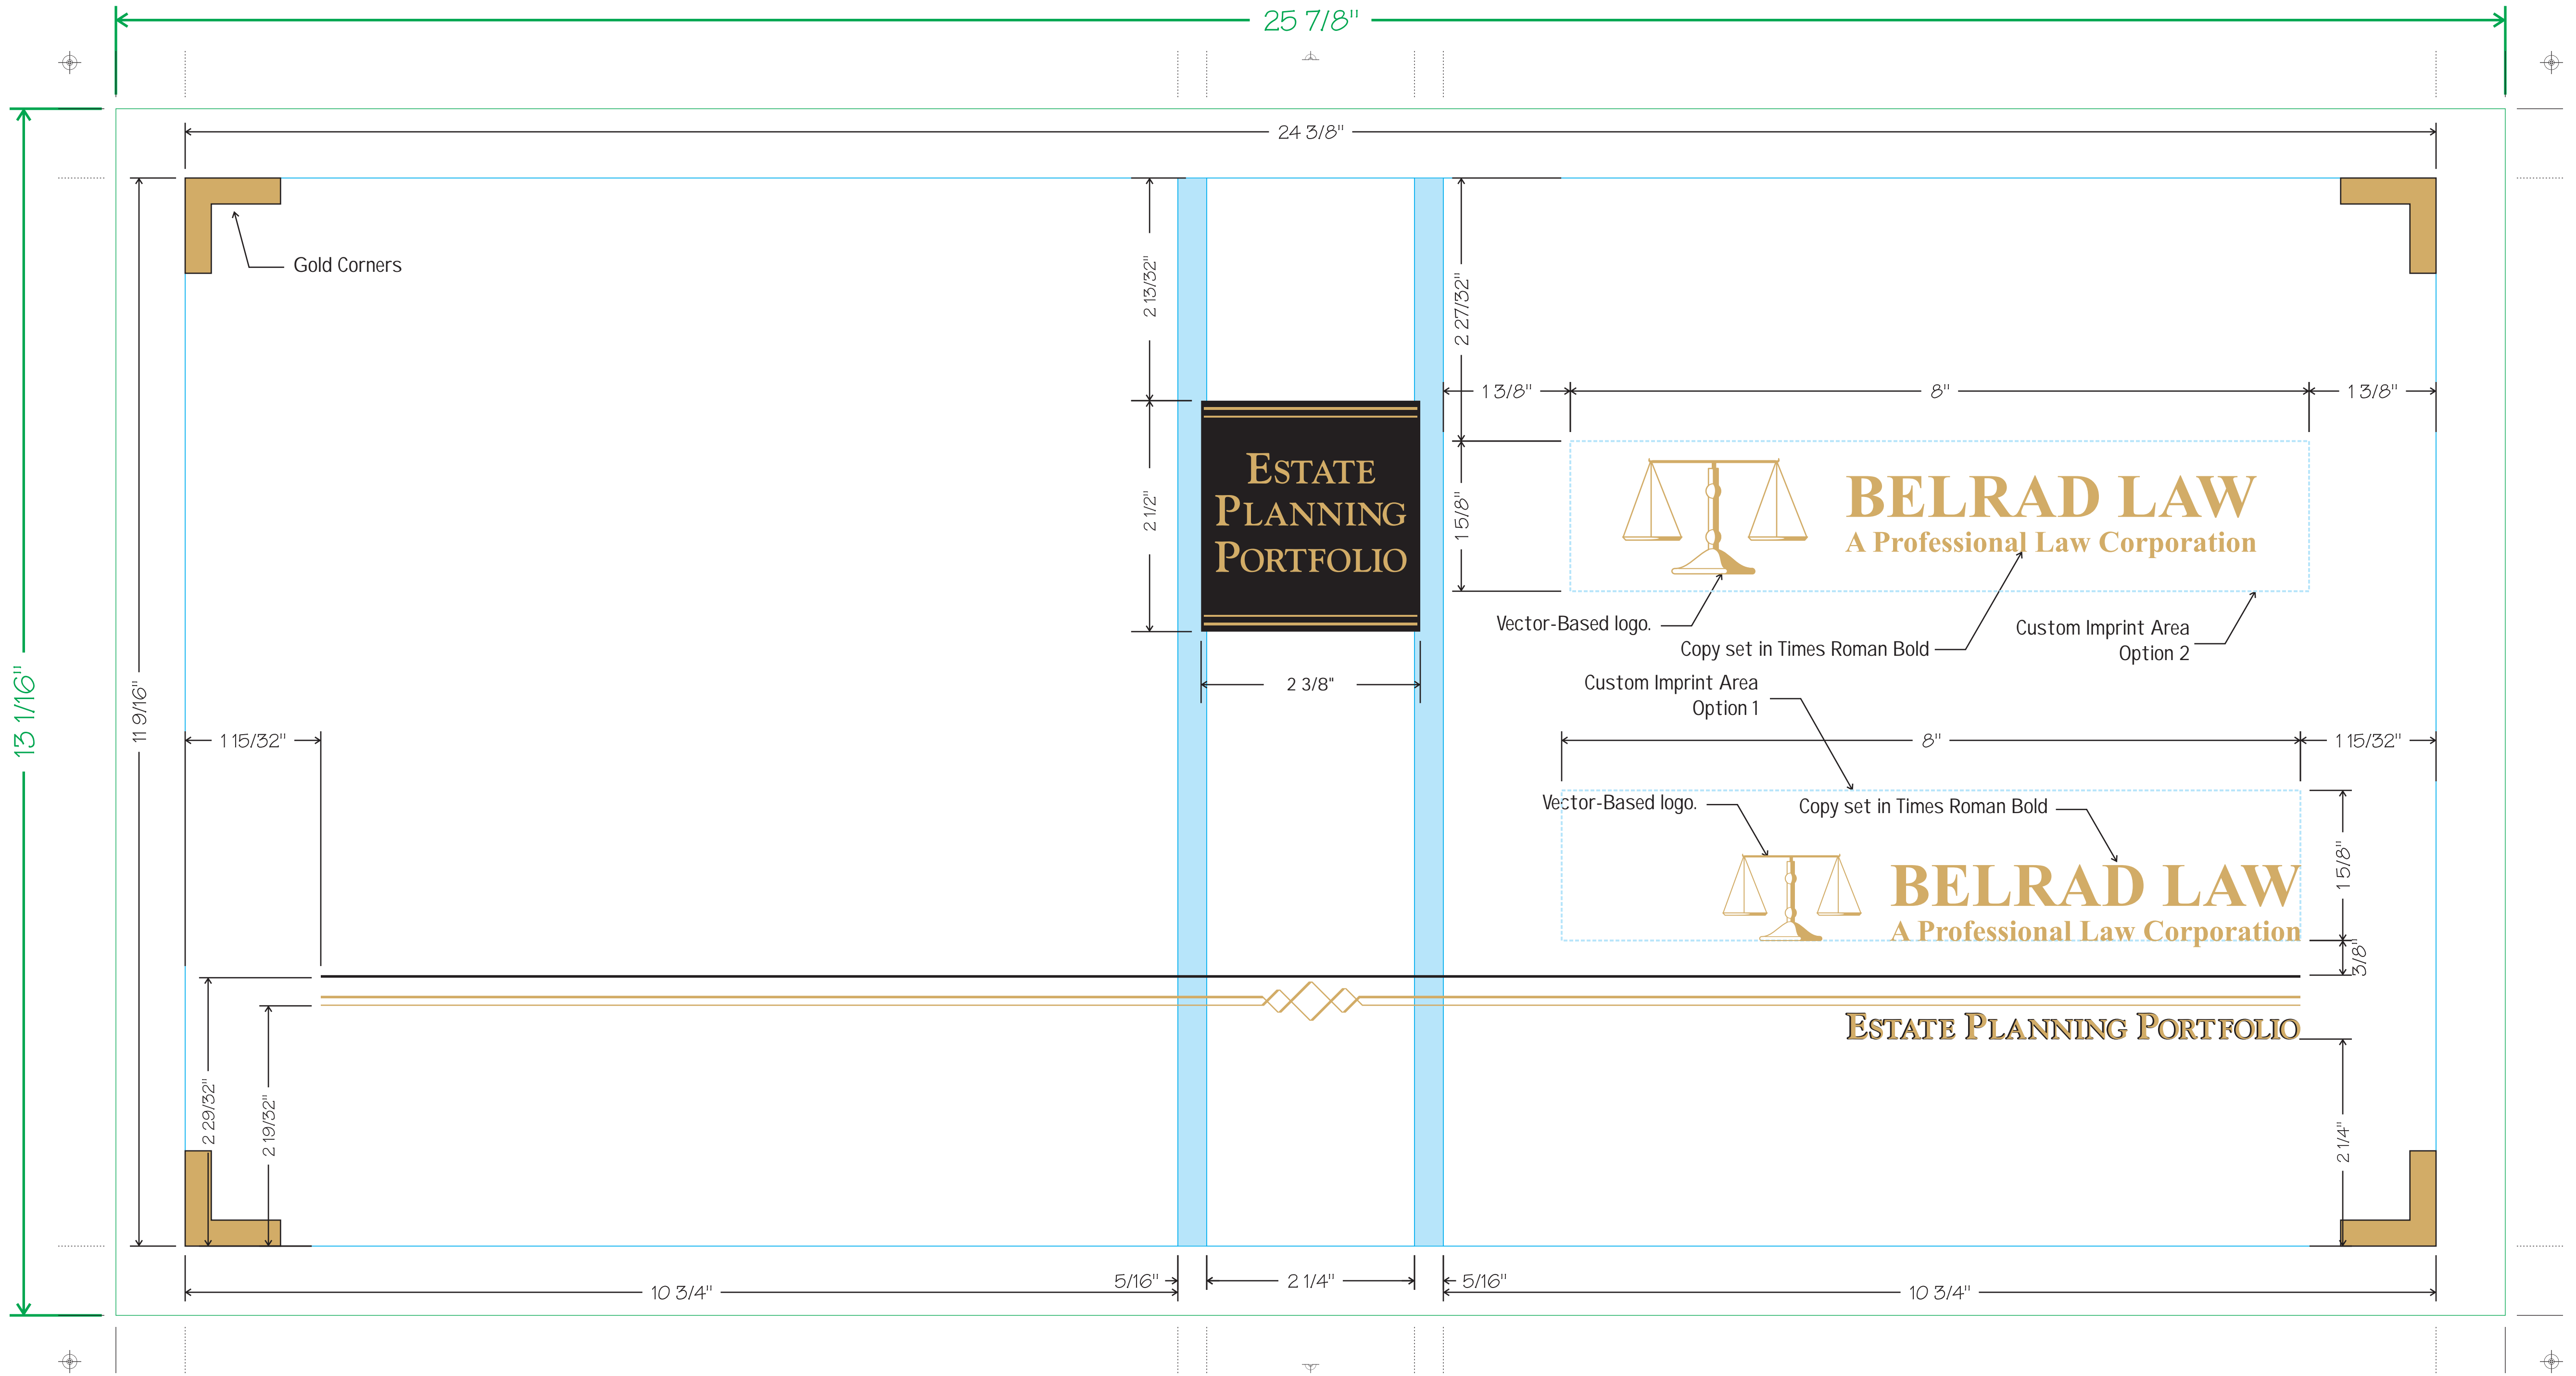 25 7/8"
24 3/8"
Gold Corners
2 13/32"
2 27/32"
1 3/8"
8"
1 3/8"
ESTATE
PLANNING
PORTFOLIO
2 1/2"
1 5/8"
BELRAD LAW
A Professional Law Corporation
Vector-Based logo.
Copy set in Times Roman Bold
Custom Imprint Area
Option 2
2 3/8"
Custom Imprint Area
Option 1
13 1/16"
11 9/16"
1 15/32"
8"
1 15/32"
Vector-Based logo.
Copy set in Times Roman Bold
1 5/8"
BELRAD LAW
A Professional Law Corporation
3/8"
ESTATE PLANNING PORTFOLIO
2 29/32"
2 19/32"
2 1/4"
10 3/4"
5/16"
2 1/4"
5/16"
10 3/4"